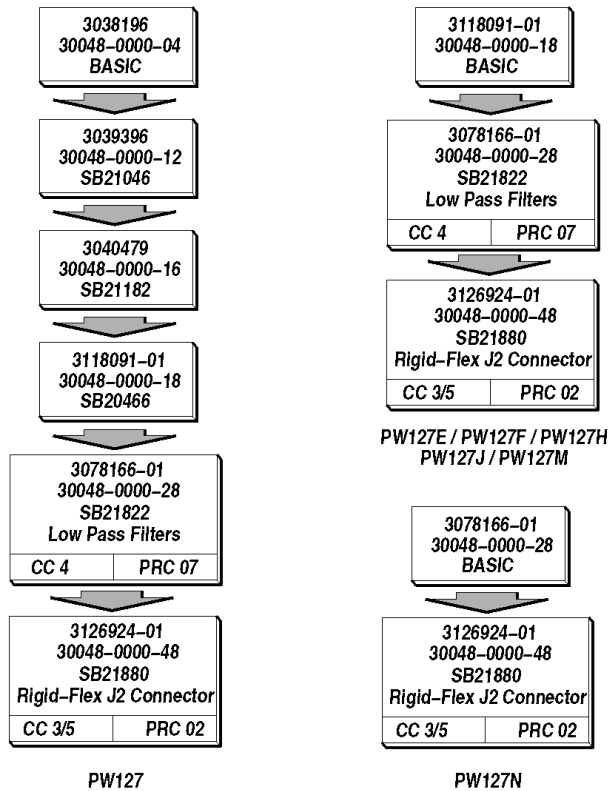 3038196
30048–0000–04
BASIC
3039396
30048–0000–12
SB21046
3040479
30048–0000–16
SB21182
3118091–01
30048–0000–18
SB20466
3078166–01
30048–0000–28
SB21822
Low Pass Filters
CC 4 PRC 07
3126924–01
30048–0000–48
SB21880
Rigid–Flex J2 Connector
CC 3/5 PRC 02
PW127
3118091–01
30048–0000–18
BASIC
3078166–01
30048–0000–28
SB21822
Low Pass Filters
CC 4 PRC 07
3126924–01
30048–0000–48
SB21880
Rigid–Flex J2 Connector
CC 3/5 PRC 02
PW127E / PW127F / PW127H
PW127J / PW127M
3078166–01
30048–0000–28
BASIC
3126924–01
30048–0000–48
SB21880
Rigid–Flex J2 Connector
CC 3/5 PRC 02
PW127N